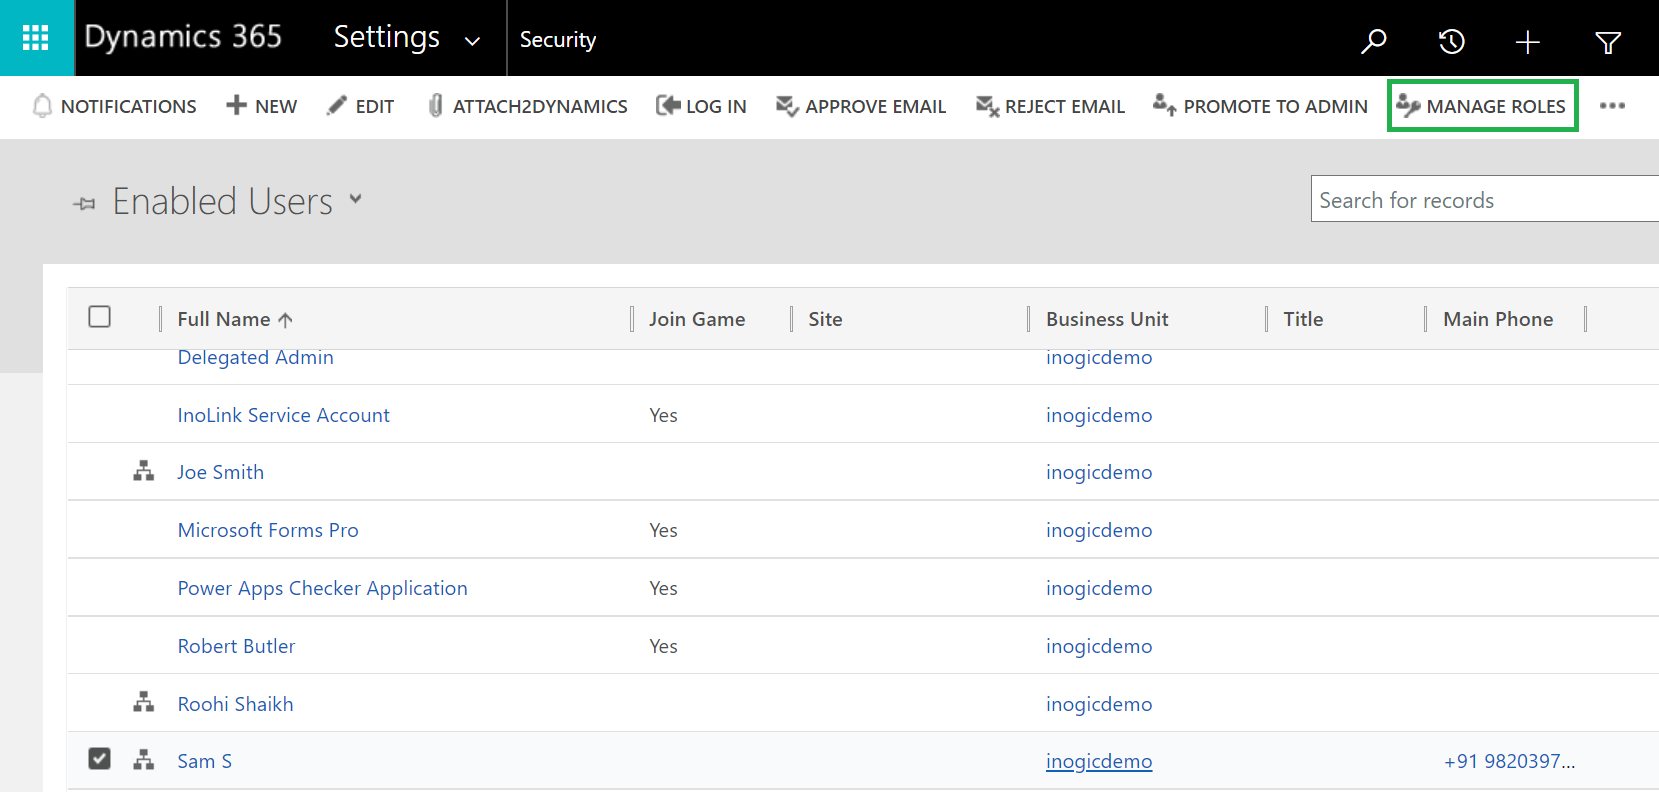 Dynamics 365 Settings Security
NOTIFICATIONS NEW EDIT ATTACH2DYNAMICS LOG IN APPROVE EMAIL REJECT EMAIL PROMOTE TO ADMIN MANAGE ROLES ...
Enabled Users
Search for records
Full Name Join Game Site Business Unit Title Main Phone
Delegated Admin inogicdemo
InoLink Service Account Yes inogicdemo
Joe Smith inogicdemo
Microsoft Forms Pro Yes inogicdemo
Power Apps Checker Application Yes inogicdemo
Robert Butler Yes inogicdemo
Roohi Shaikh inogicdemo
Sam S inogicdemo +91 9820397...